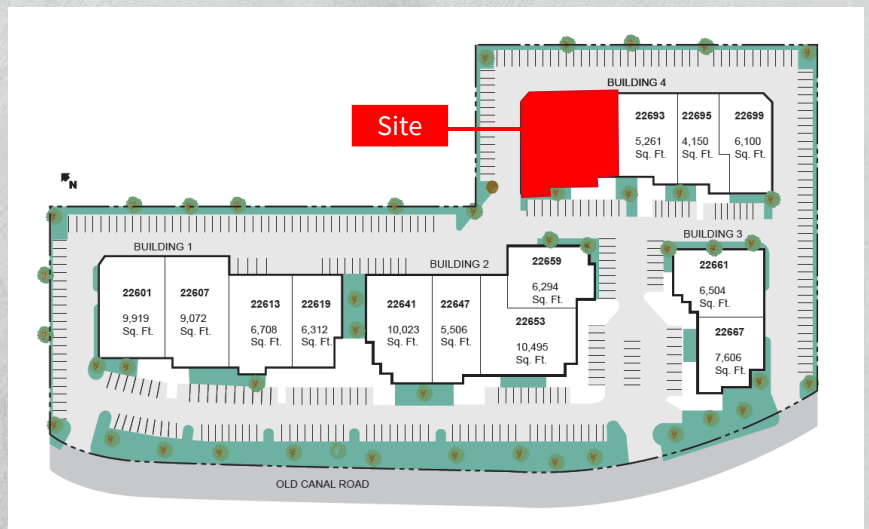 BUILDING 4
Site
22693
5,261
Sq. Ft.
22695
4,150
Sq. Ft.
22699
6,100
Sq. Ft.
N
BUILDING 1
22601
9,919
Sq. Ft.
22607
9,072
Sq. Ft.
22613
6,708
Sq. Ft.
22619
6,312
Sq. Ft.
BUILDING 2
22641
10,023
Sq. Ft.
22647
5,506
Sq. Ft.
22659
6,294
Sq. Ft.
22653
10,495
Sq. Ft.
BUILDING 3
22661
6,504
Sq. Ft.
22667
7,606
Sq. Ft.
OLD CANAL ROAD